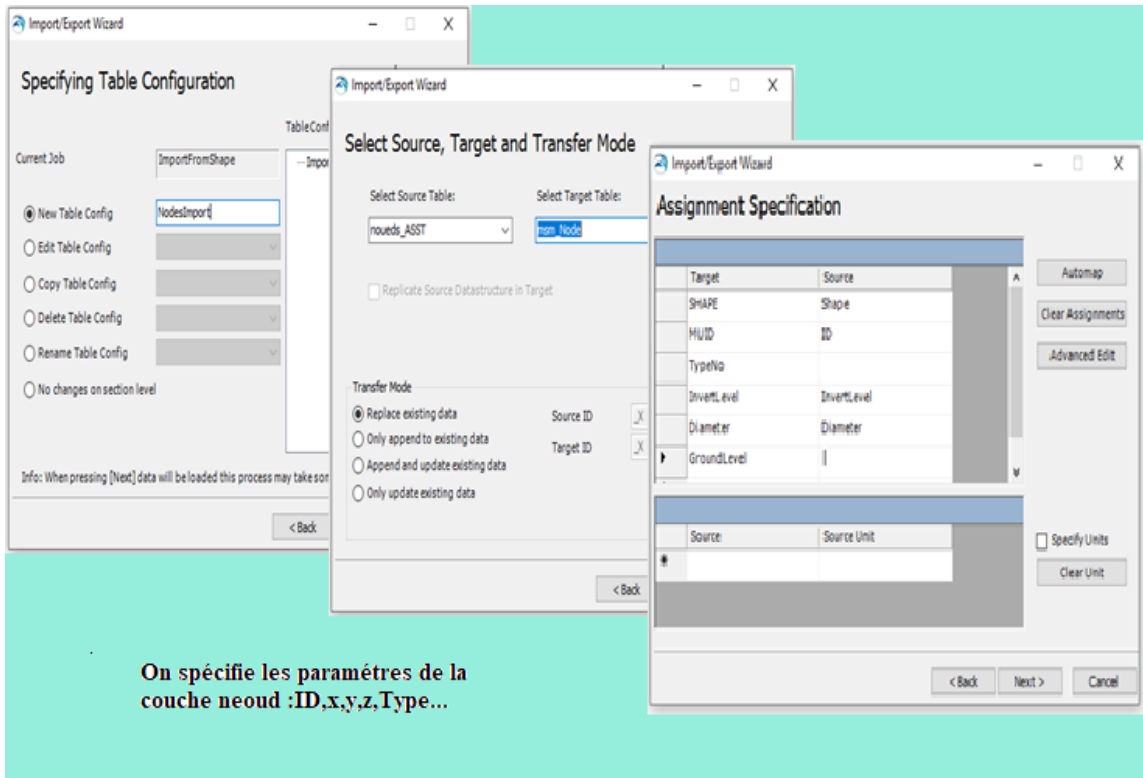 Import/Export Wizard
Specifying Table Configuration
TableConf
Current Job
ImportFromShape
Impor
New Table Config
NodesImport
Edit Table Config
Copy Table Config
Delete Table Config
Rename Table Config
No changes on section level
Info: When pressing [Next] data will be loaded this process may take som
< Back
Import/Export Wizard
Select Source, Target and Transfer Mode
Select Source Table:
Select Target Table:
noueds_ASST
msm_Node
Replicate Source Datastructure in Target
Transfer Mode
Replace existing data
Source ID
_X
Only append to existing data
Target ID
_X
Append and update existing data
Only update existing data
< Back
Import/Export Wizard
Assignment Specification
Target Source
SHAPE Shape
MUID ID
TypeNo
InvertLevel InvertLevel
Diameter Diameter
GroundLevel
Automap
Clear Assignments
Advanced Edit
Source Source Unit
Specify Units
Clear Unit
< Back Next > Cancel
On spécifie les paramétres de la
couche neoud :ID,x,y,z,Type...